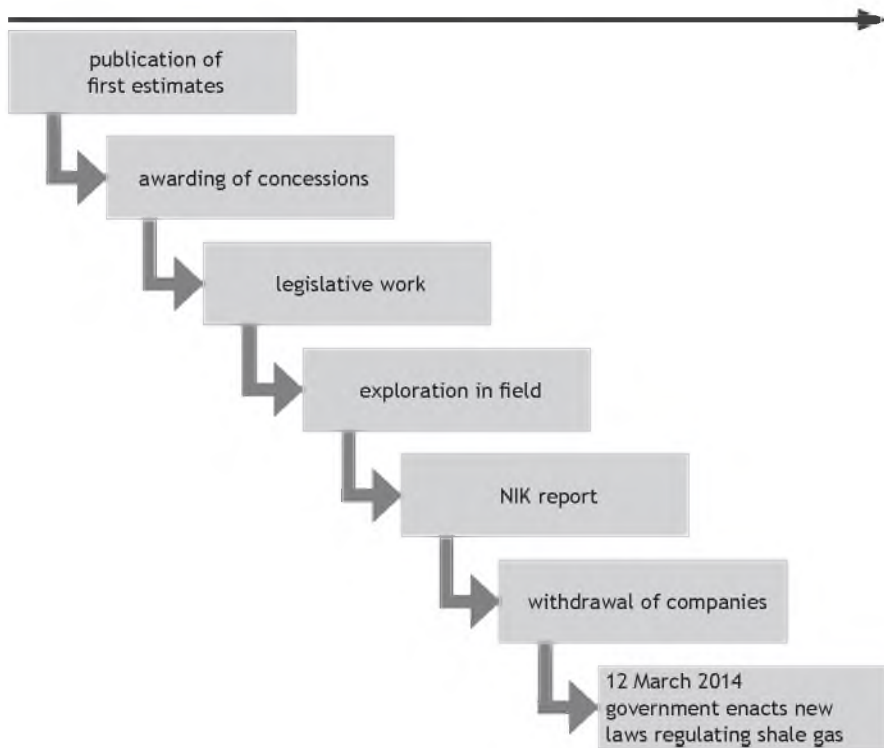 publication of
first estimates
awarding of concessions
legislative work
exploration in field
NIK report
withdrawal of companies
12 March 2014
government enacts new
laws regulating shale gas